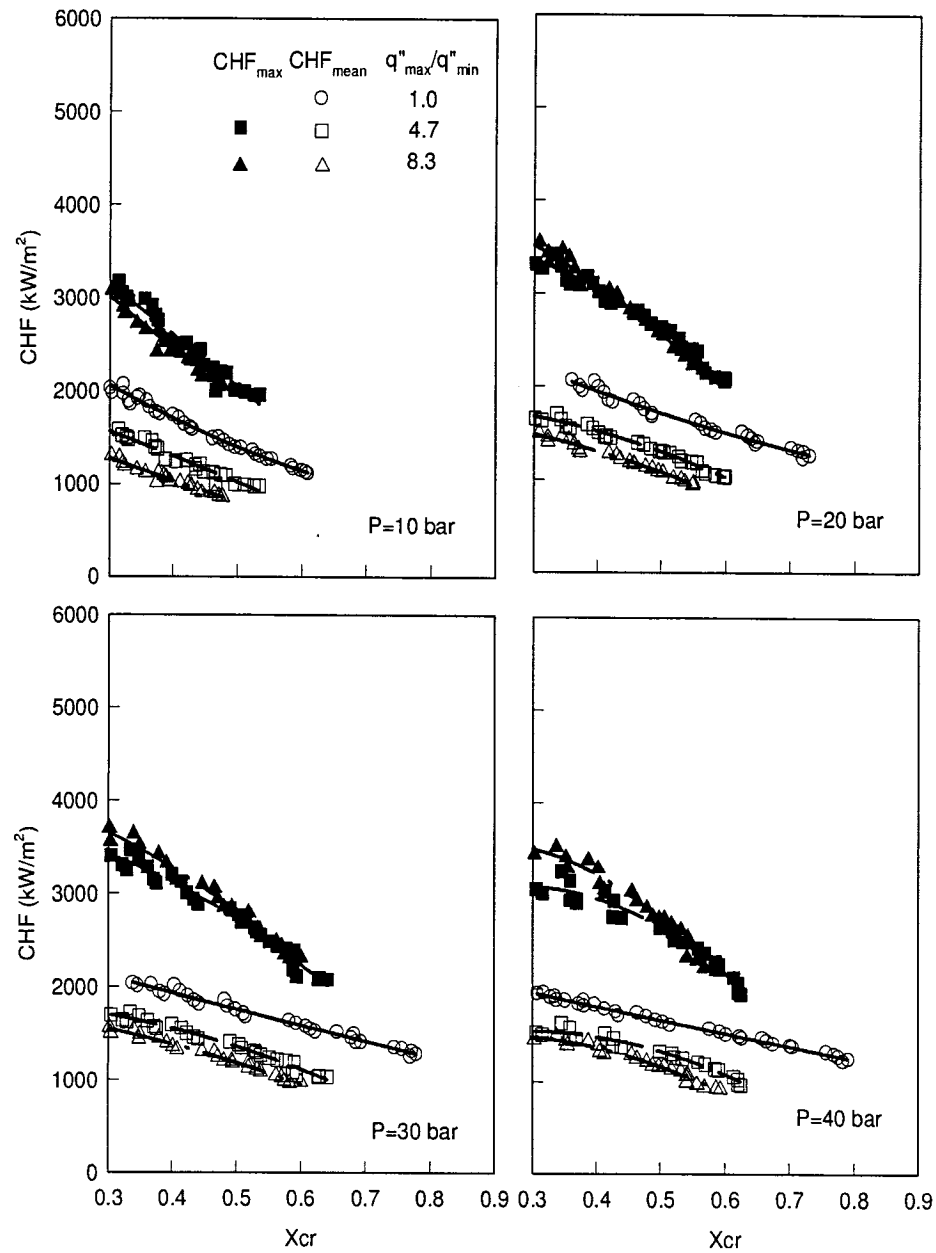 6000
5000
4000
3000
2000
1000
0
CHF (kW/m²)
CHFmax CHFmean q"max/q"min
1.0
4.7
8.3
P=10 bar
P=20 bar
6000
5000
4000
3000
2000
1000
0
CHF (kW/m²)
P=30 bar
P=40 bar
0.3 0.4 0.5 0.6 0.7 0.8 0.9
0.3 0.4 0.5 0.6 0.7 0.8 0.9
Xcr
Xcr